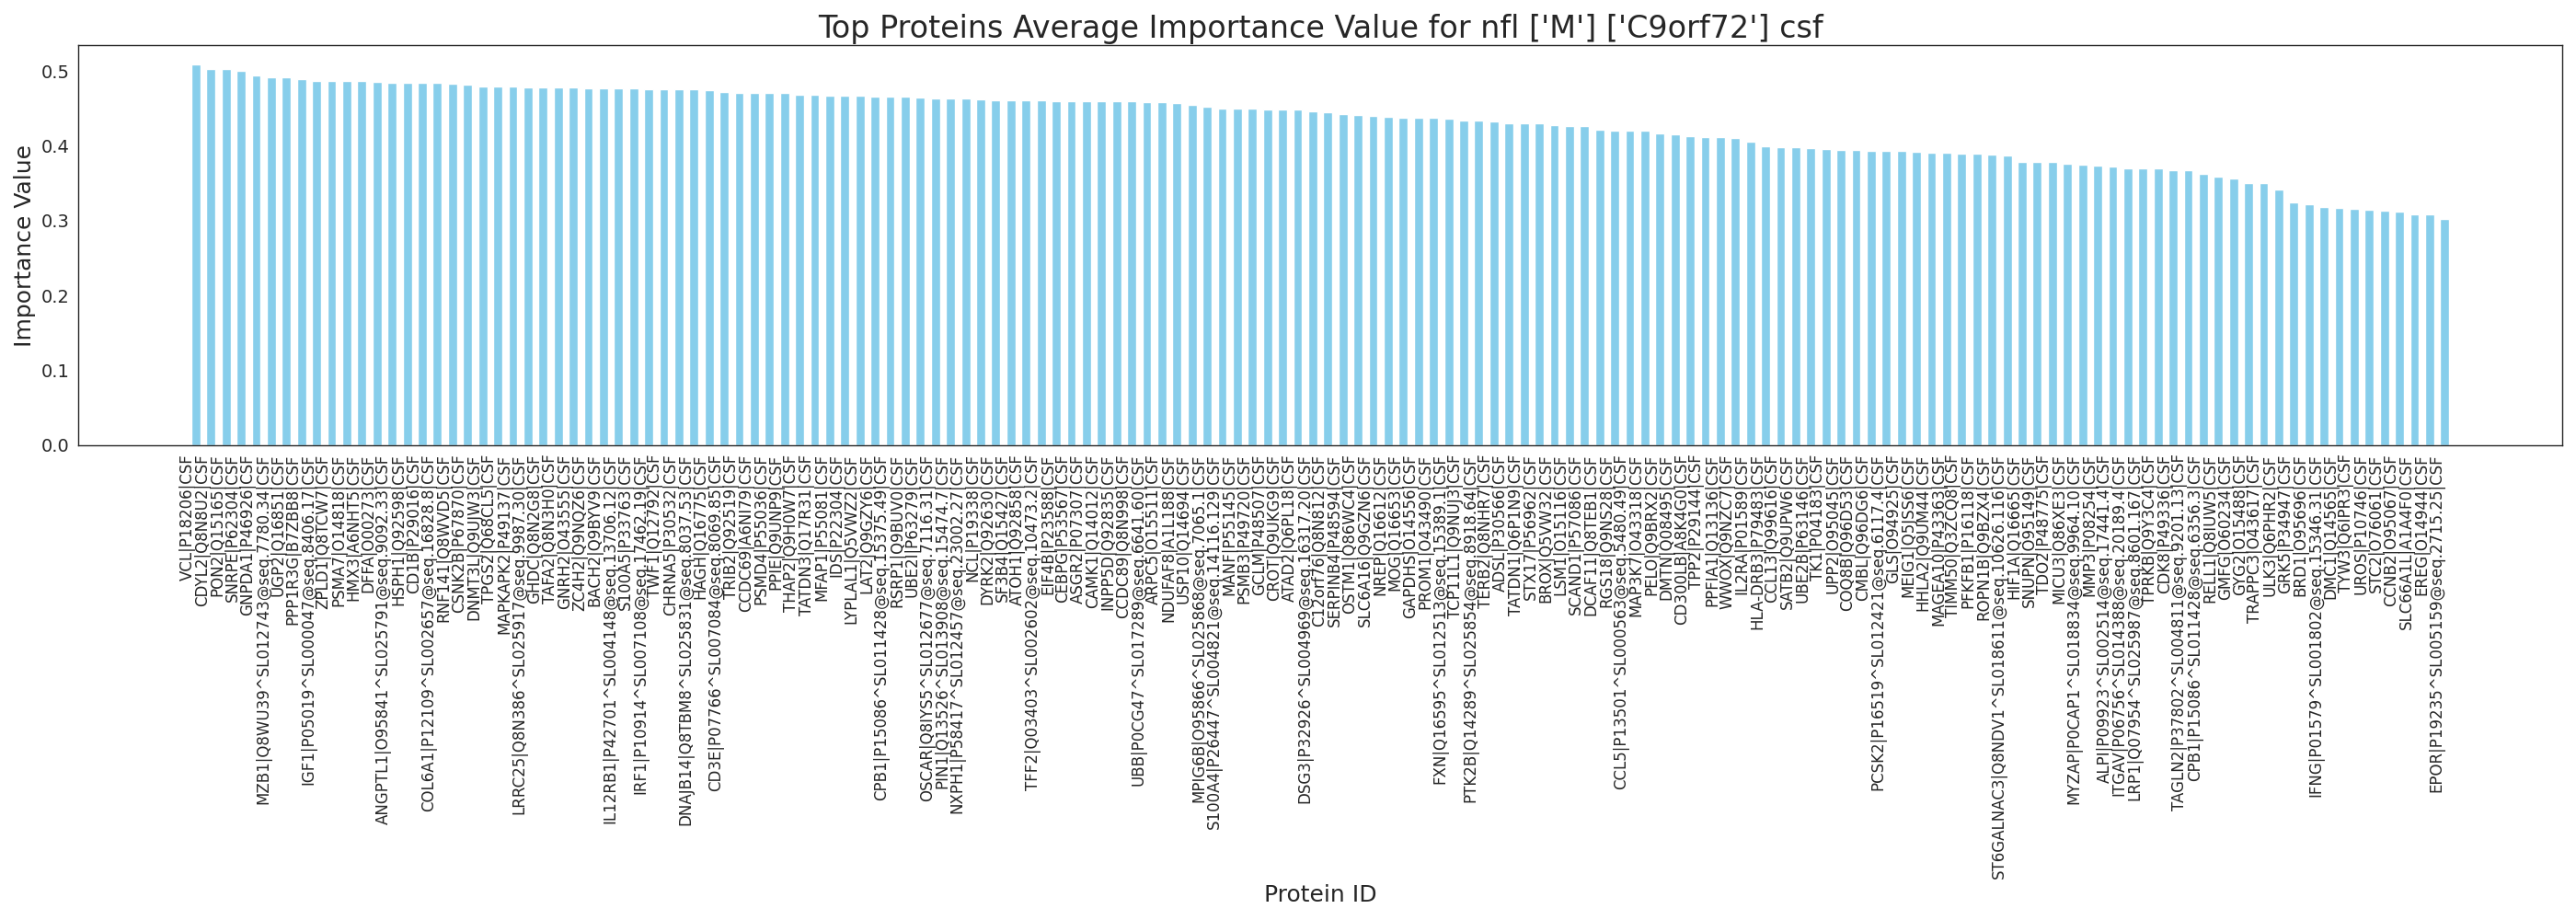 Top Proteins Average Importance Value for nfl ['M'] ['C9orf72'] csf
Importance Value
0.5
0.4
0.3
0.2
0.1
0.0
VCL|P18206|CSF
CDYL2|Q8N8U2|CSF
PON2|Q15165|CSF
SNRPE|P62304|CSF
GNPDA1|P46926|CSF
MZB1|Q8WU39^SL012743@seq.7780.34|CSF
UGP2|Q16851|CSF
PPP1R3G|B7ZBB8|CSF
IGF1|P05019^SL000047@seq.8406.17|CSF
ZPLD1|Q8TCW7|CSF
PSMA7|O14818|CSF
HMX3|A6NHT5|CSF
DFFA|O00273|CSF
ANGPTL1|O95841^SL025791@seq.9092.33|CSF
HSPH1|Q92598|CSF
CD1B|P29016|CSF
COL6A1|P12109^SL002657@seq.16828.8|CSF
RNF141|Q8WVD5|CSF
CSNK2B|P67870|CSF
DNMT3L|Q9UJW3|CSF
TPGS2|Q68CL5|CSF
MAPKAPK2|P49137|CSF
LRRC25|Q8N386^SL025917@seq.9987.30|CSF
GHDC|Q8N2G8|CSF
TAFA2|Q8N3H0|CSF
GNRH2|O43555|CSF
ZC4H2|Q9NQZ6|CSF
BACH2|Q9BYV9|CSF
IL12RB1|P42701^SL004148@seq.13706.12|CSF
S100A5|P33763|CSF
IRF1|P10914^SL007108@seq.17462.19|CSF
TWF1|Q12792|CSF
CHRNA5|P30532|CSF
DNAJB14|Q8TBM8^SL025831@seq.8037.53|CSF
HAGH|Q16775|CSF
CD3E|P07766^SL007084@seq.8069.85|CSF
TRIB2|Q92519|CSF
CCDC69|A6NI79|CSF
PSMD4|P55036|CSF
PPIE|Q9UNP9|CSF
THAP2|Q9H0W7|CSF
TATDN3|Q17R31|CSF
MFAP1|P55081|CSF
IDS|P22304|CSF
LYPLAL1|Q5VWZ2|CSF
LAT2|Q9GZY6|CSF
CPB1|P15086^SL011428@seq.15375.49|CSF
RSRP1|Q9BUV0|CSF
UBE2E|P63279|CSF
OSCAR|Q8IYS5^SL012677@seq.7116.31|CSF
PIN1|Q13526^SL013908@seq.15474.7|CSF
NXPH1|P58417^SL012457@seq.23002.27|CSF
NCL|P19338|CSF
DYRK2|Q92630|CSF
SF3B4|Q15427|CSF
ATOH1|Q92858|CSF
TFF2|Q03403^SL002602@seq.10473.2|CSF
EIF4B|P23588|CSF
CEBPG|P53567|CSF
ASGR2|P07307|CSF
CAMK1|Q14012|CSF
INPP5D|Q92835|CSF
CCDC89|Q8N998|CSF
UBB|P0CG47^SL017289@seq.6641.60|CSF
ARPC5|O15511|CSF
NDUFAF8|A1L188|CSF
USP10|Q14694|CSF
MPIG6B|O95866^SL025868@seq.7065.1|CSF
S100A4|P26447^SL004821@seq.14116.129|CSF
MANF|P55145|CSF
PSMB3|P49720|CSF
GCLM|P48507|CSF
CROT|Q9UKG9|CSF
ATAD2|Q6PL18|CSF
DSG3|P32926^SL004969@seq.16317.20|CSF
C12orf76|Q8N812|CSF
SERPINB4|P48594|CSF
OSTM1|Q86WC4|CSF
SLC6A16|Q9GZN6|CSF
NREP|Q16612|CSF
MOG|Q16653|CSF
GAPDHS|O14556|CSF
PROM1|O43490|CSF
FXN|Q16595^SL012513@seq.15389.1|CSF
TCP11L1|Q9NUJ3|CSF
PTK2B|Q14289^SL025854@seq.8918.64|CSF
TERB2|Q8NHR7|CSF
ADSL|P30566|CSF
TATDN1|Q6P1N9|CSF
STX17|P56962|CSF
BROX|Q5VW32|CSF
LSM1|O15116|CSF
SCAND1|P57086|CSF
DCAF11|Q8TEB1|CSF
RGS18|Q9NS28|CSF
CCL5|P13501^SL000563@seq.5480.49|CSF
MAP3K7|O43318|CSF
PELO|Q9BRX2|CSF
DMTN|Q08495|CSF
CD300LB|A8K4G0|CSF
TPP2|P29144|CSF
PPFIA1|Q13136|CSF
WWOX|Q9NZC7|CSF
IL2RA|P01589|CSF
HLA-DRB3|P79483|CSF
CCL13|Q99616|CSF
SATB2|Q9UPW6|CSF
UBE2B|P63146|CSF
TK1|P04183|CSF
UPP2|O95045|CSF
COQ8B|Q96D53|CSF
CMBL|Q96DG6|CSF
PCSK2|P16519^SL012421@seq.6117.4|CSF
GLS|O94925|CSF
MEIG1|Q5JSS6|CSF
HHLA2|Q9UM44|CSF
MAGEA10|P43363|CSF
TIMM50|Q3ZCQ8|CSF
PFKFB1|P16118|CSF
ROPN1B|Q9BZX4|CSF
ST6GALNAC3|Q8NDV1^SL018611@seq.10626.116|CSF
HIF1A|Q16665|CSF
SNUPN|O95149|CSF
TDO2|P48775|CSF
MICU3|Q86XE3|CSF
MYZAP|P0CAP1^SL018834@seq.9964.10|CSF
MMP3|P08254|CSF
ALPI|P09923^SL002514@seq.17441.4|CSF
ITGAV|P06756^SL014388@seq.20189.4|CSF
LRP1|Q07954^SL025987@seq.8601.167|CSF
TPRKB|Q9Y3C4|CSF
CDK8|P49336|CSF
TAGLN2|P37802^SL004811@seq.9201.13|CSF
CPB1|P15086^SL011428@seq.6356.3|CSF
RELL1|Q8IUW5|CSF
GMFG|O60234|CSF
GYG2|O15488|CSF
TRAPPC3|O43617|CSF
ULK3|Q6PHR2|CSF
GRK5|P34947|CSF
BRD1|O95696|CSF
IFNG|P01579^SL001802@seq.15346.31|CSF
DMC1|Q14565|CSF
TYW3|Q6IPR3|CSF
UROS|P10746|CSF
STC2|O76061|CSF
CCNB2|O95067|CSF
SLC66A1L|A1A4F0|CSF
EREG|O14944|CSF
EPOR|P19235^SL005159@seq.2715.25|CSF
Protein ID